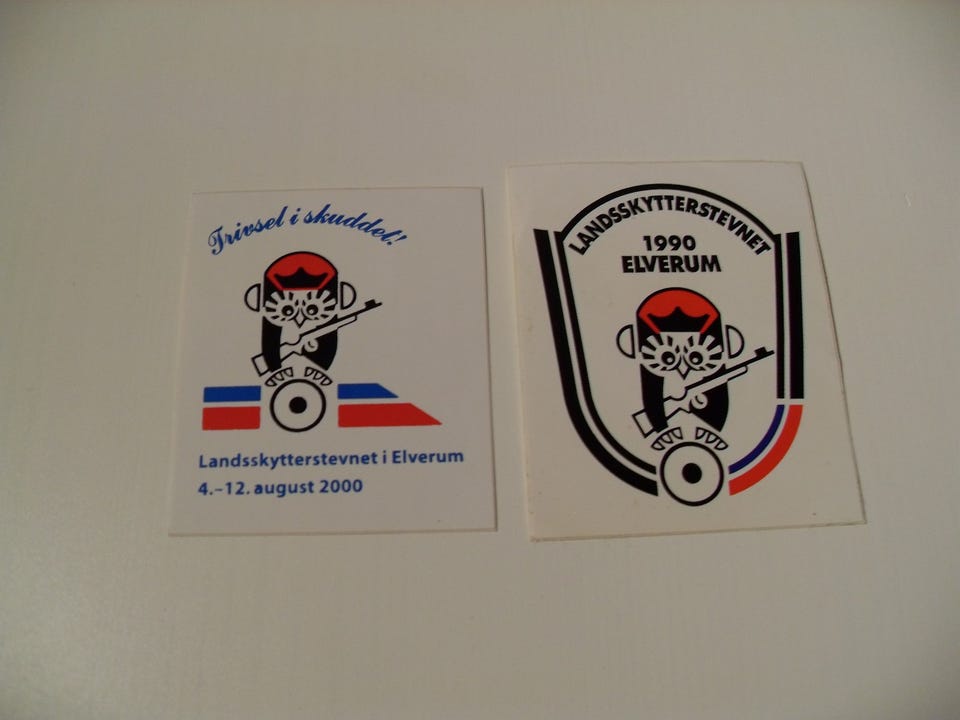 Trivsel i skuddet!
Landsskytterstevnet i Elverum
4.–12. august 2000
LANDSSKYTTERSTEVNET
1990
ELVERUM